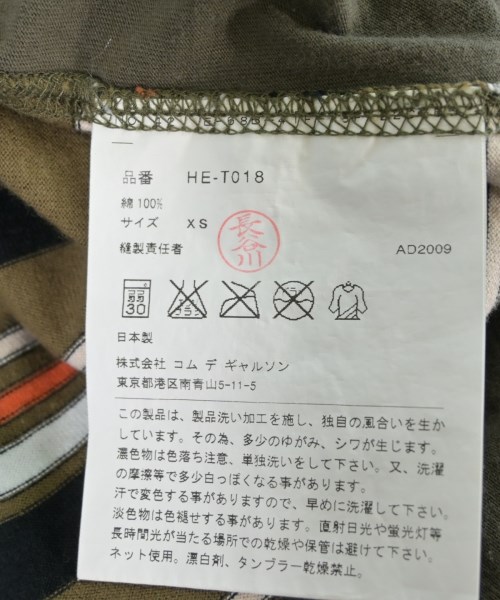 品番 HE-T018
綿 100%
サイズ XS
縫製責任者
長谷川
AD2009
弱 30
日本製
株式会社 コム デ ギャルソン
東京都港区南青山5-11-5
この製品は、製品洗い加工を施し、独自の風合いを生か
しています。その為、多少のゆがみ、シワが生じます。
濃色物は色落ち注意、単独洗いをして下さい。又、洗濯
の摩擦等で多少白っぽくなる事があります。
汗で変色する事がありますので、早めに洗濯して下さい。
淡色物は色褪せする事があります。直射日光や蛍光灯等
長時間光が当たる場所での乾燥や保管は避けて下さい。
ネット使用。漂白剤、タンブラー乾燥禁止。